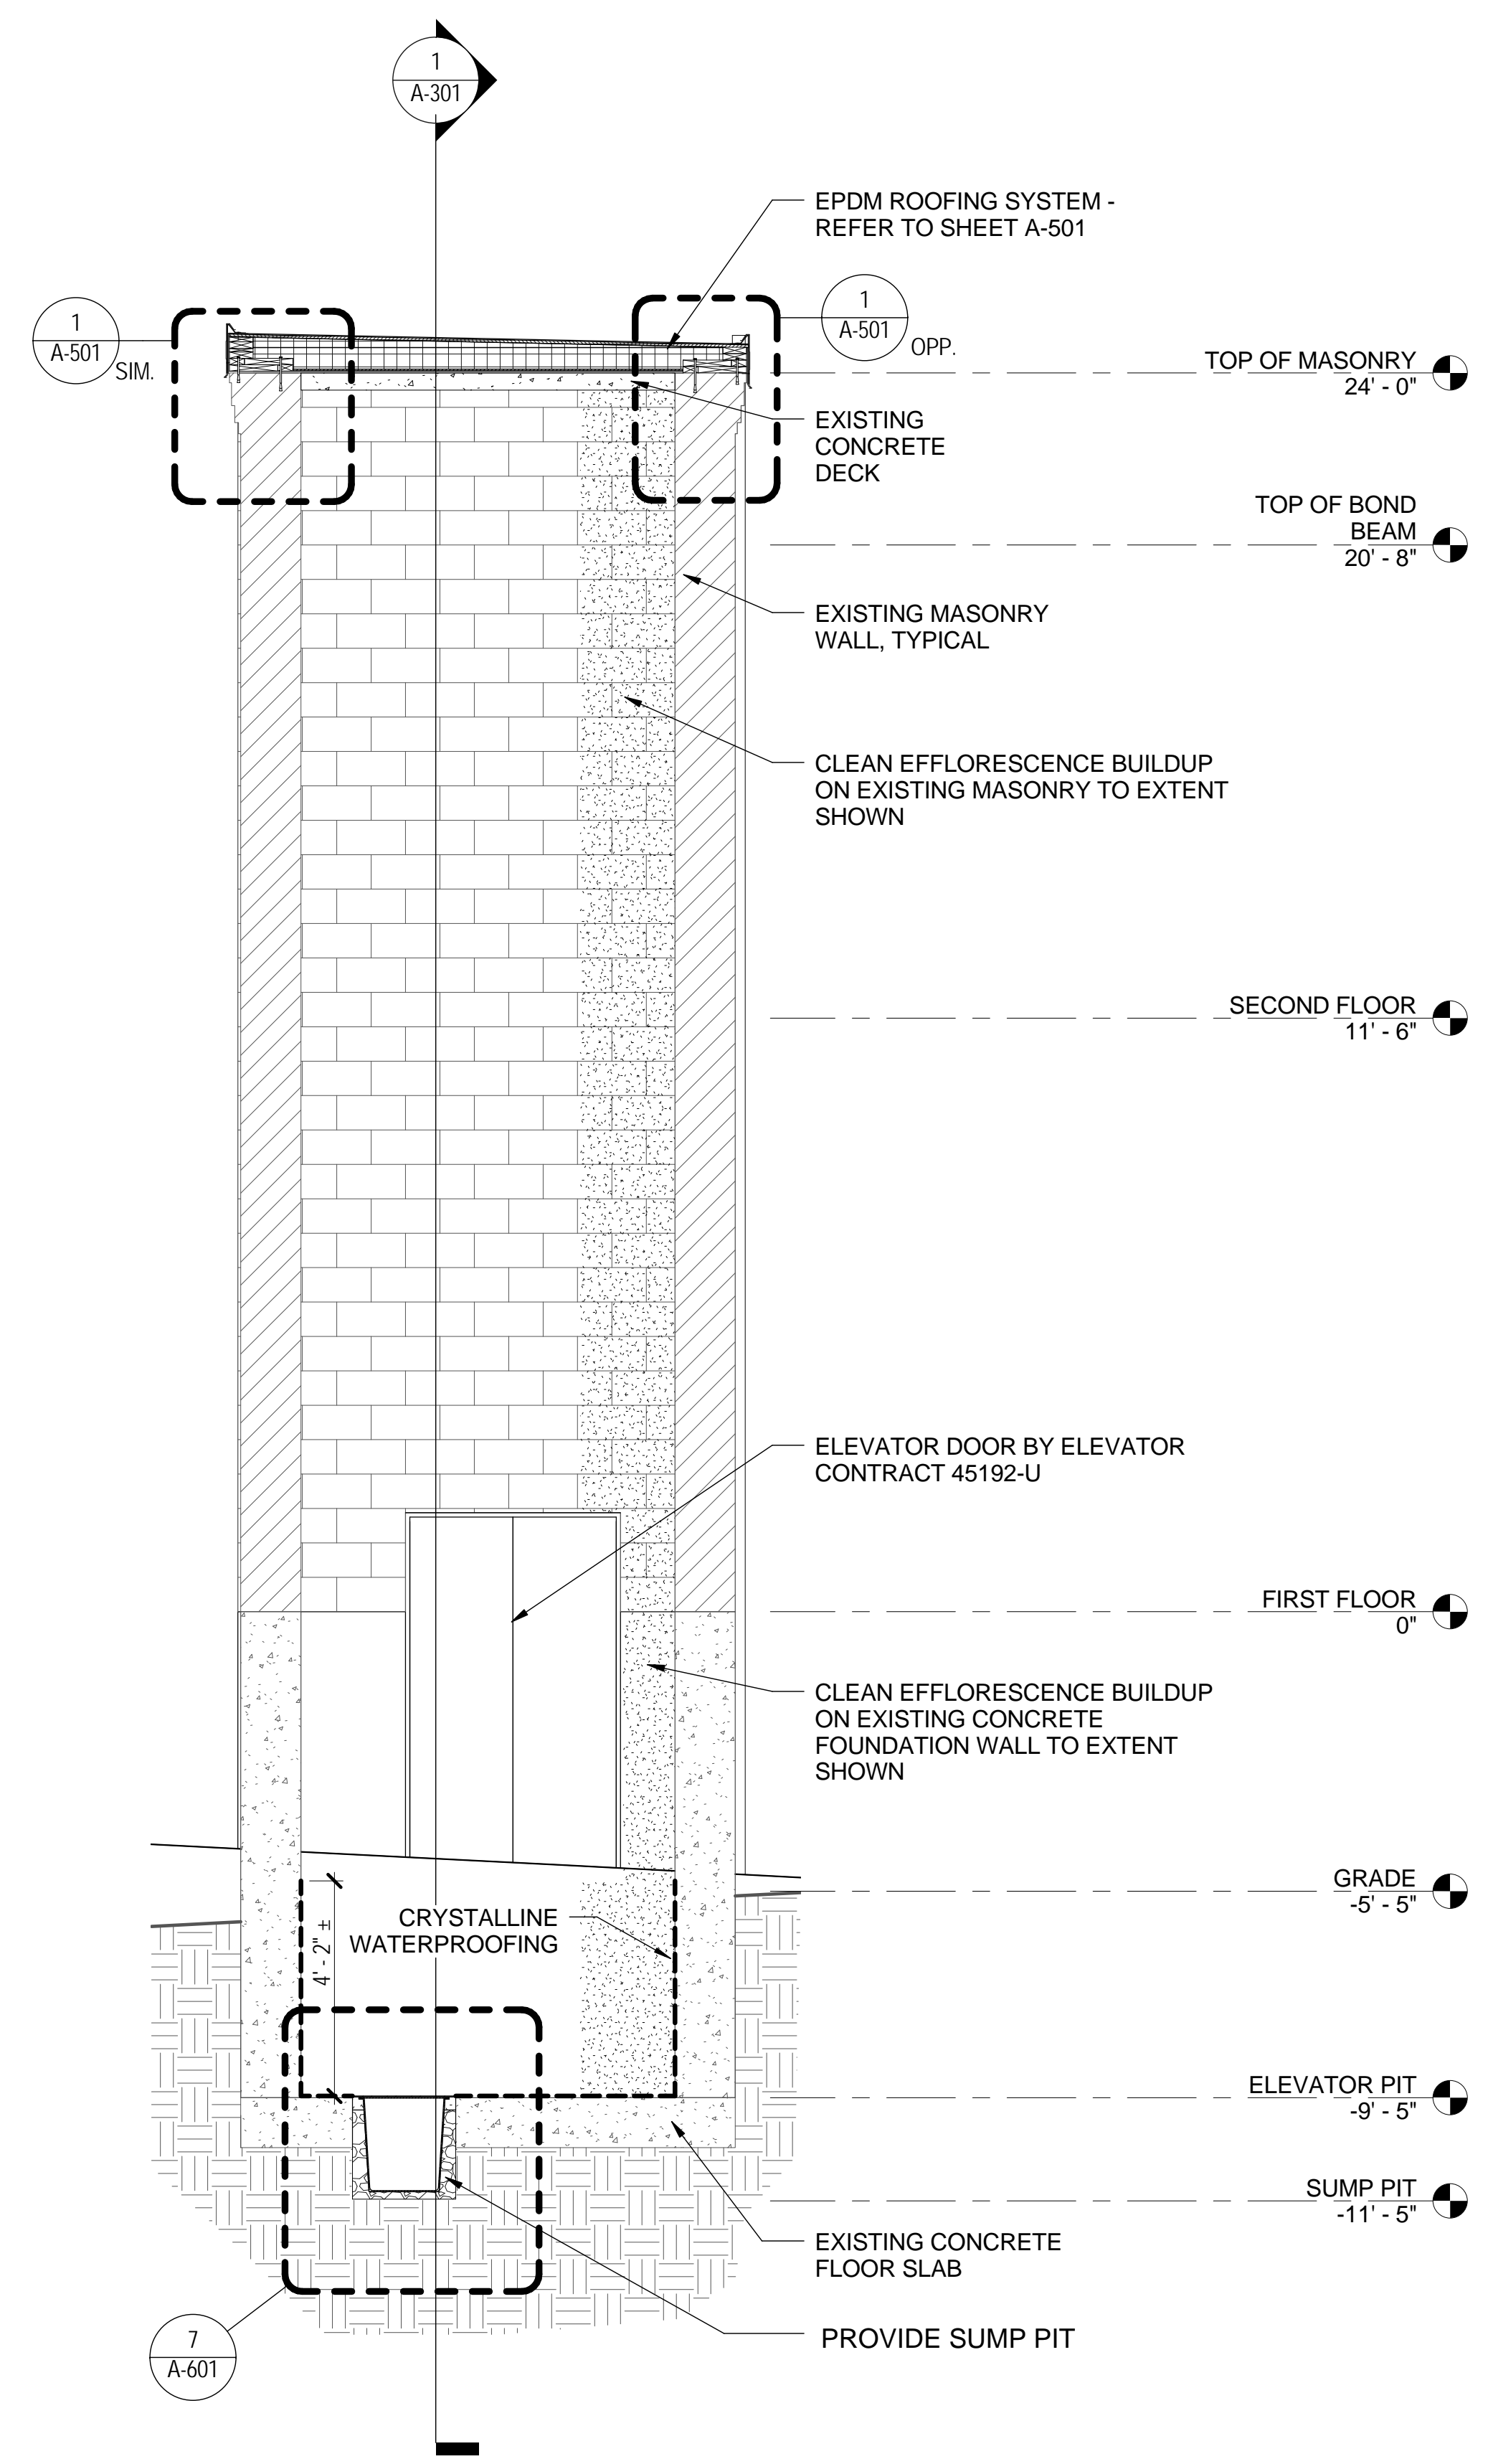 1
A-301
EPDM ROOFING SYSTEM -
REFER TO SHEET A-501
1
A-501
SIM.
1
A-501
OPP.
TOP OF MASONRY
24' - 0"
EXISTING
CONCRETE
DECK
TOP OF BOND
BEAM
20' - 8"
EXISTING MASONRY
WALL, TYPICAL
CLEAN EFFLORESCENCE BUILDUP
ON EXISTING MASONRY TO EXTENT
SHOWN
SECOND FLOOR
11' - 6"
ELEVATOR DOOR BY ELEVATOR
CONTRACT 45192-U
FIRST FLOOR
0"
CLEAN EFFLORESCENCE BUILDUP
ON EXISTING CONCRETE
FOUNDATION WALL TO EXTENT
SHOWN
GRADE
-5' - 5"
CRYSTALLINE
WATERPROOFING
4' - 2" ±
ELEVATOR PIT
-9' - 5"
SUMP PIT
-11' - 5"
EXISTING CONCRETE
FLOOR SLAB
PROVIDE SUMP PIT
7
A-601